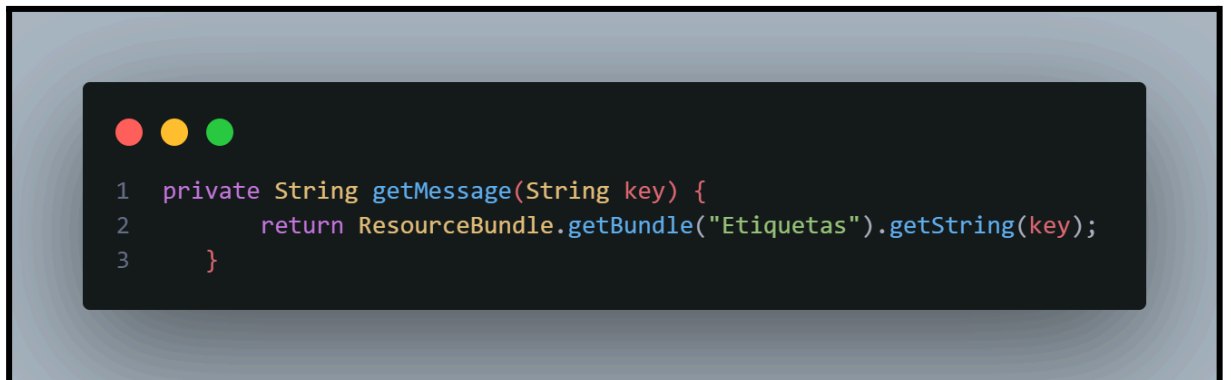 1 private String getMessage(String key) {
2 return ResourceBundle.getBundle("Etiquetas").getString(key);
3 }